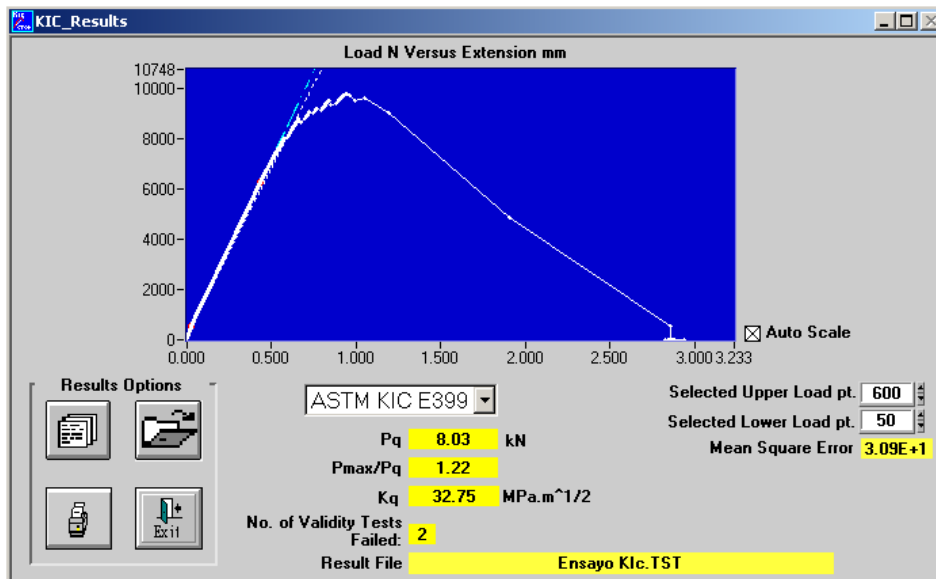 KIC_Results
Load N Versus Extension mm
10748
10000
8000
6000
4000
2000
0
0.000 0.500 1.000 1.500 2.000 2.500 3.000 3.233
Auto Scale
Results Options
Exit
ASTM KIC E399
Pq 8.03 kN
Pmax/Pq 1.22
Kq 32.75 MPa.m^1/2
No. of Validity Tests
Failed: 2
Result File Ensayo KIc.TST
Selected Upper Load pt. 600
Selected Lower Load pt. 50
Mean Square Error 3.09E+1